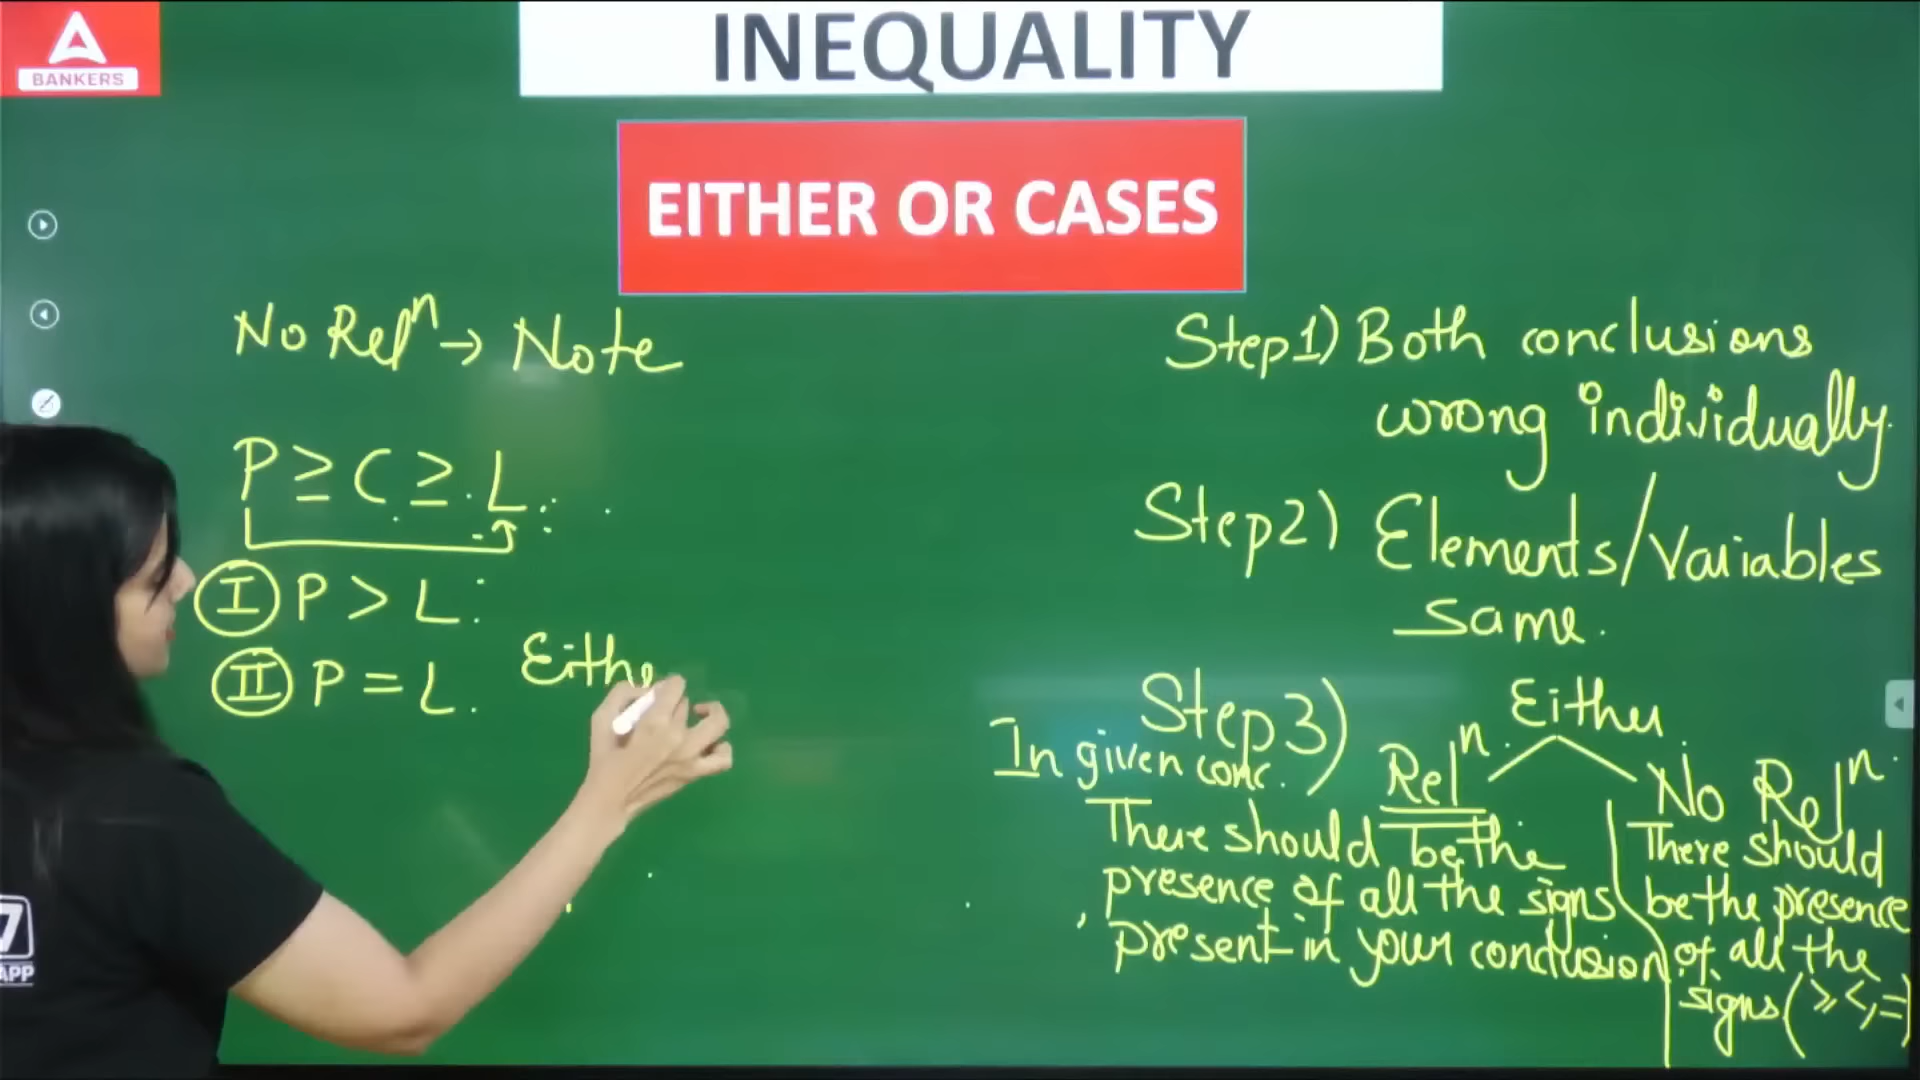 BANKERS
INEQUALITY
EITHER OR CASES
No Relⁿ → Note
P ≥ C ≥ L
I P > L
II P = L
Eithe
Step1) Both conclusions
wrong individually.
Step2) Elements/Variables
same.
Step3) Either
In given conc.
Relⁿ
There should be the
presence of all the signs
present in your conclusion
No Relⁿ
There should
be the presence
of all the
signs (>, <, =)
7
APP